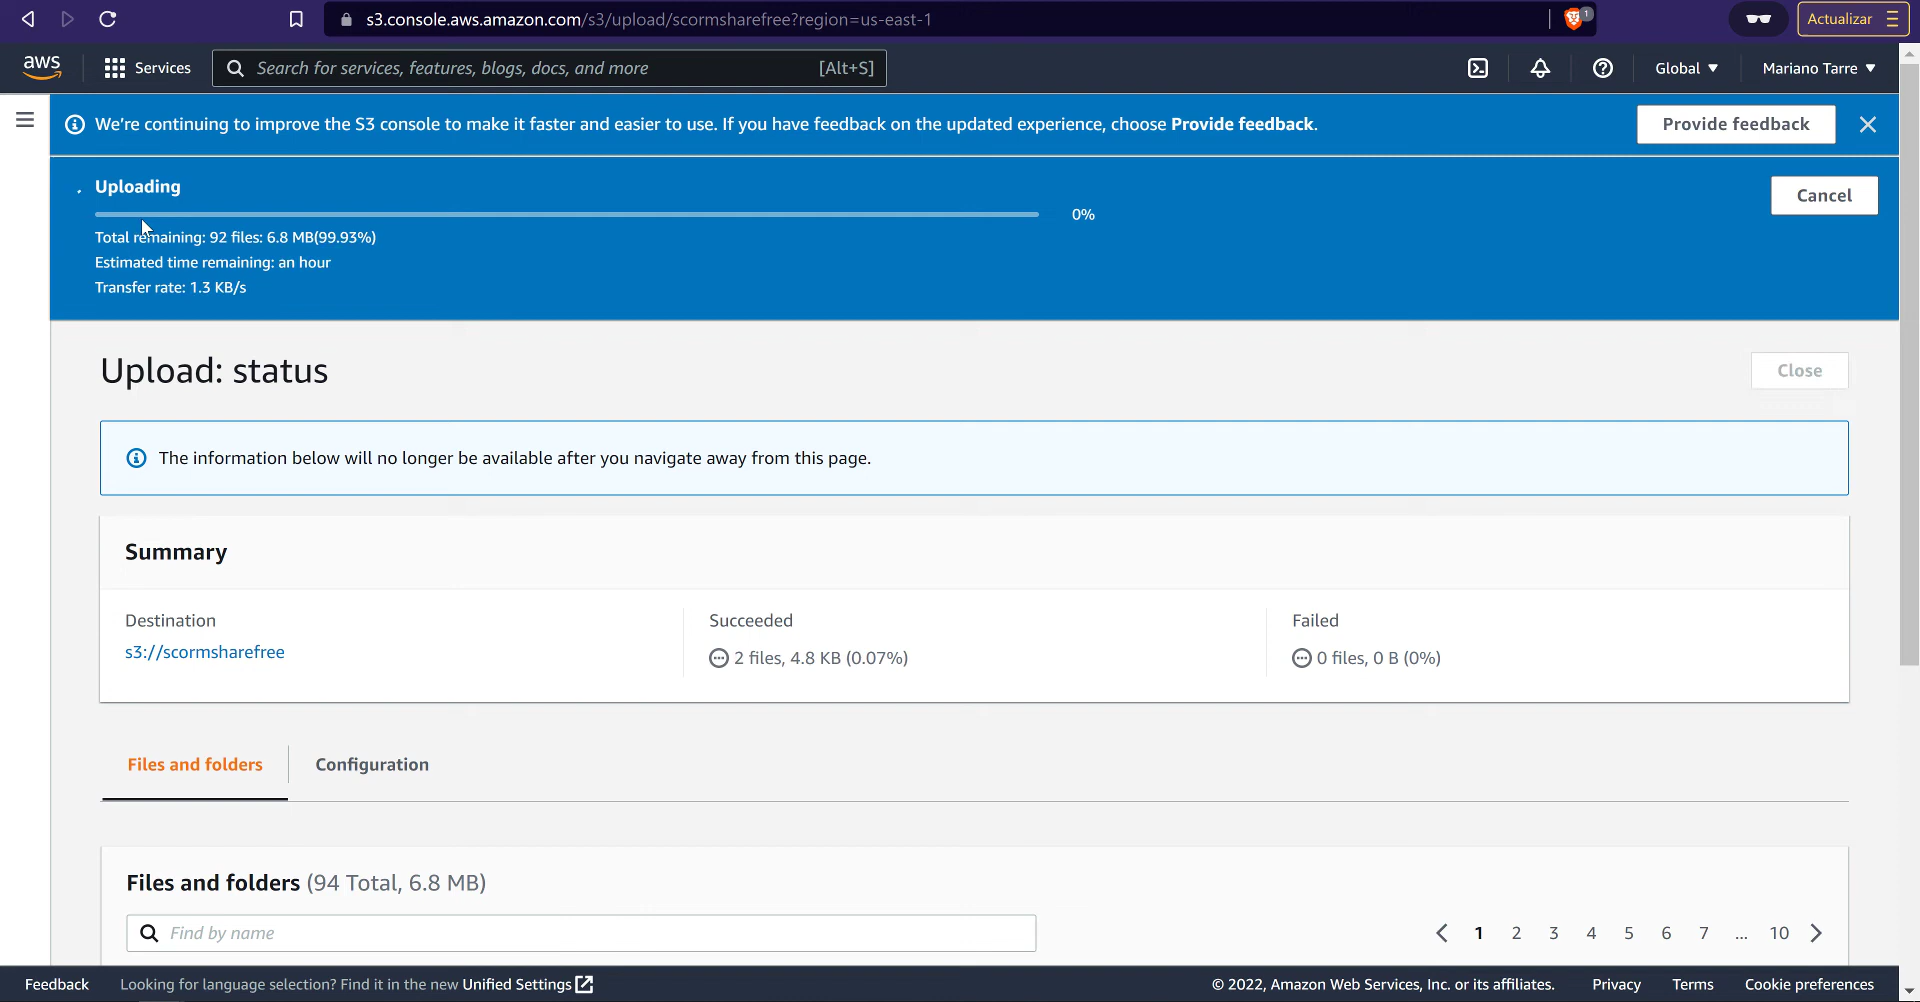 s3.console.aws.amazon.com/s3/upload/scormsharefree?region=us-east-1
1
Actualizar
aws
Services
Search for services, features, blogs, docs, and more
[Alt+S]
Global
Mariano Tarre
We're continuing to improve the S3 console to make it faster and easier to use. If you have feedback on the updated experience, choose Provide feedback.
Provide feedback
Uploading
Cancel
0%
Total remaining: 92 files: 6.8 MB(99.93%)
Estimated time remaining: an hour
Transfer rate: 1.3 KB/s
Upload: status
Close
The information below will no longer be available after you navigate away from this page.
Summary
Destination
s3://scormsharefree
Succeeded
2 files, 4.8 KB (0.07%)
Failed
0 files, 0 B (0%)
Files and folders
Configuration
Files and folders (94 Total, 6.8 MB)
Find by name
1 2 3 4 5 6 7 ... 10
Feedback
Looking for language selection? Find it in the new Unified Settings
© 2022, Amazon Web Services, Inc. or its affiliates.
Privacy
Terms
Cookie preferences